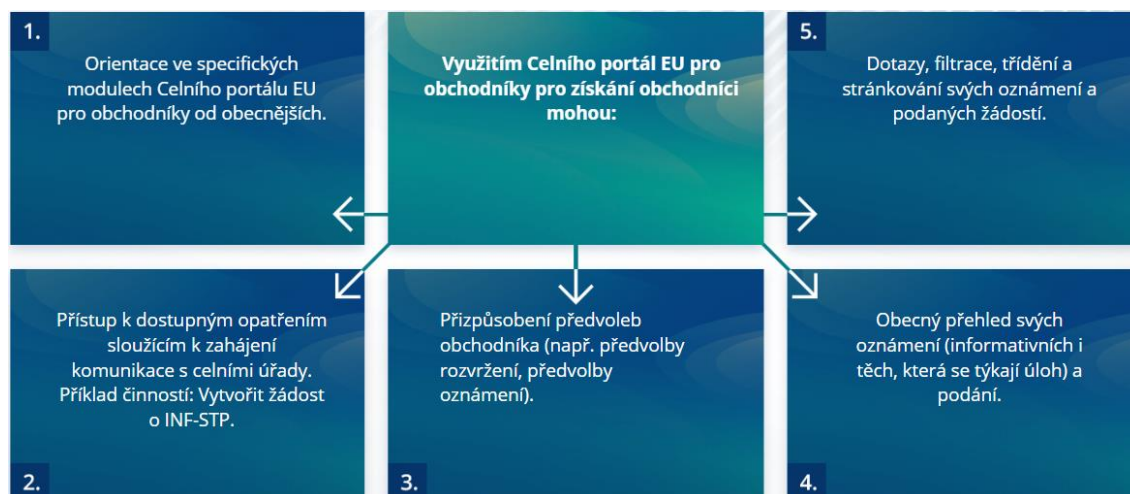 1.
Orientace ve specifických
modulech Celního portálu EU
pro obchodníky od obecnějších.
Využitím Celního portál EU pro
obchodníky pro získání obchodníci
mohou:
5.
Dotazy, filtrace, třídění a
stránkování svých oznámení a
podaných žádostí.
Přístup k dostupným opatřením
sloužícím k zahájení
komunikace s celními úřady.
Příklad činností: Vytvořit žádost
o INF-STP.
2.
Přizpůsobení předvoleb
obchodníka (např. předvolby
rozvržení, předvolby
oznámení).
3.
Obecný přehled svých
oznámení (informativních i
těch, která se týkají úloh) a
podání.
4.